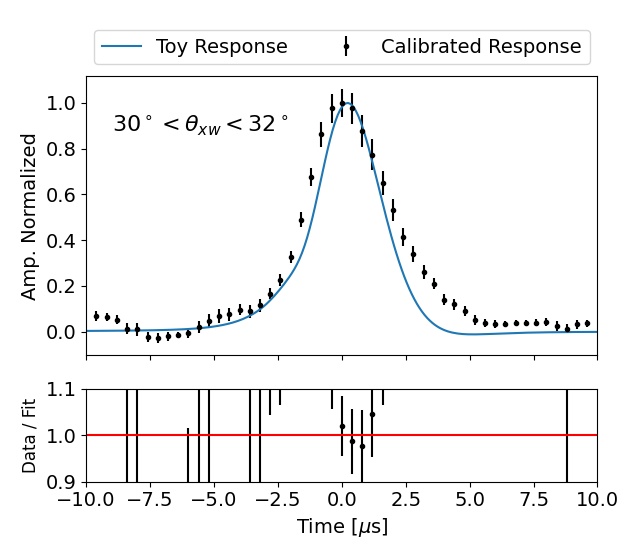 Toy Response Calibrated Response
30° < θxw < 32°
Amp. Normalized
1.0
0.8
0.6
0.4
0.2
0.0
Data / Fit
1.1
1.0
0.9
−10.0 −7.5 −5.0 −2.5 0.0 2.5 5.0 7.5 10.0
Time [μs]